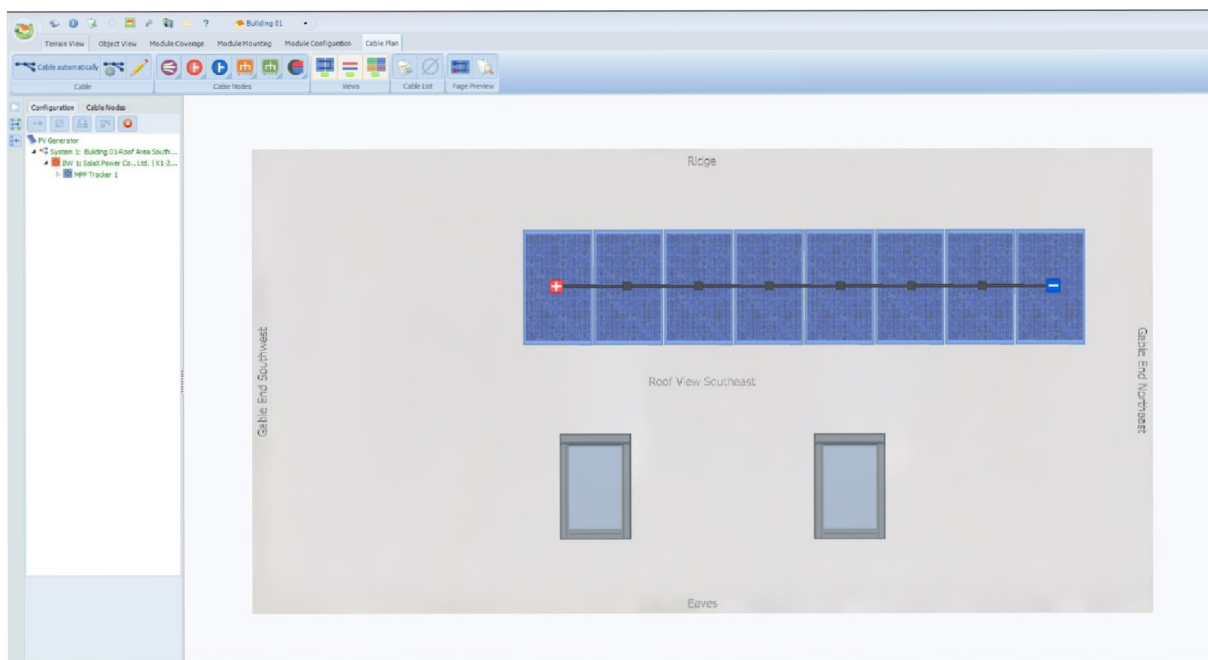 ? Building 01
Terrain View Object View Module Coverage Module Mounting Module Configuration Cable Plan
Cable automatically
Cable Cable Nodes Views Cable List Page Preview
Configuration Cable Nodes
PV Generator
System 1: Building 01-Roof Area South...
INV 1: SolaX Power Co., Ltd. | X1-2...
MPP Tracker 1
Ridge
Gable End Southwest
Roof View Southeast
Gable End Northeast
Eaves